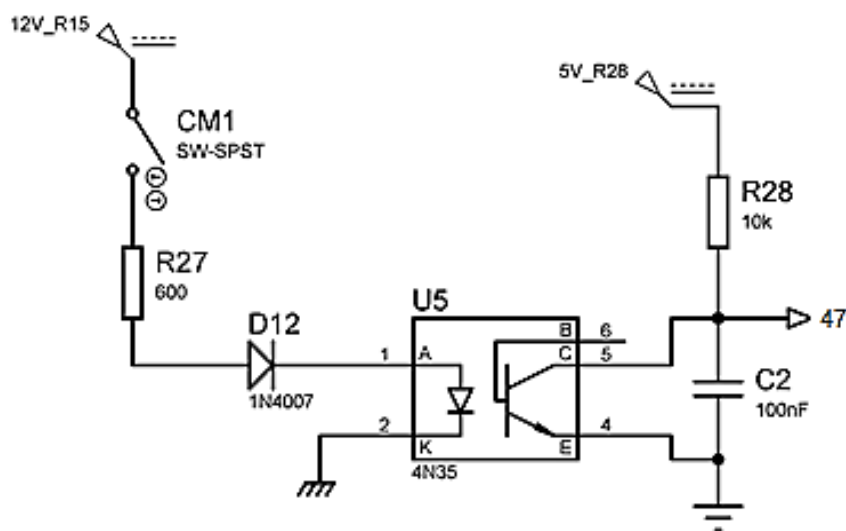 12V_R15
CM1
SW-SPST
R27
600
D12
1N4007
5V_R28
R28
10k
47
C2
100nF
U5
B 6
C 5
1 A
2 K
E 4
4N35